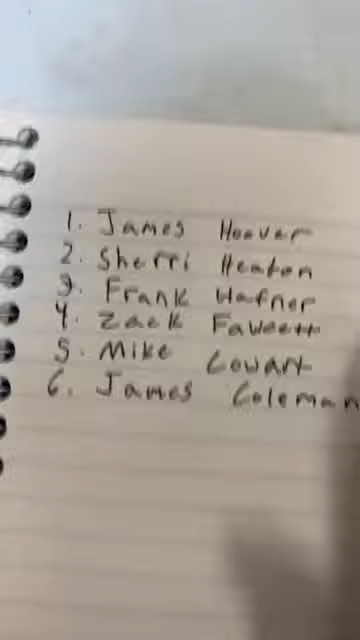 1. James Hoover
2. Sherri Heaton
3. Frank Hafner
4. Zack Fawcett
5. Mike Cowart
6. James Coleman